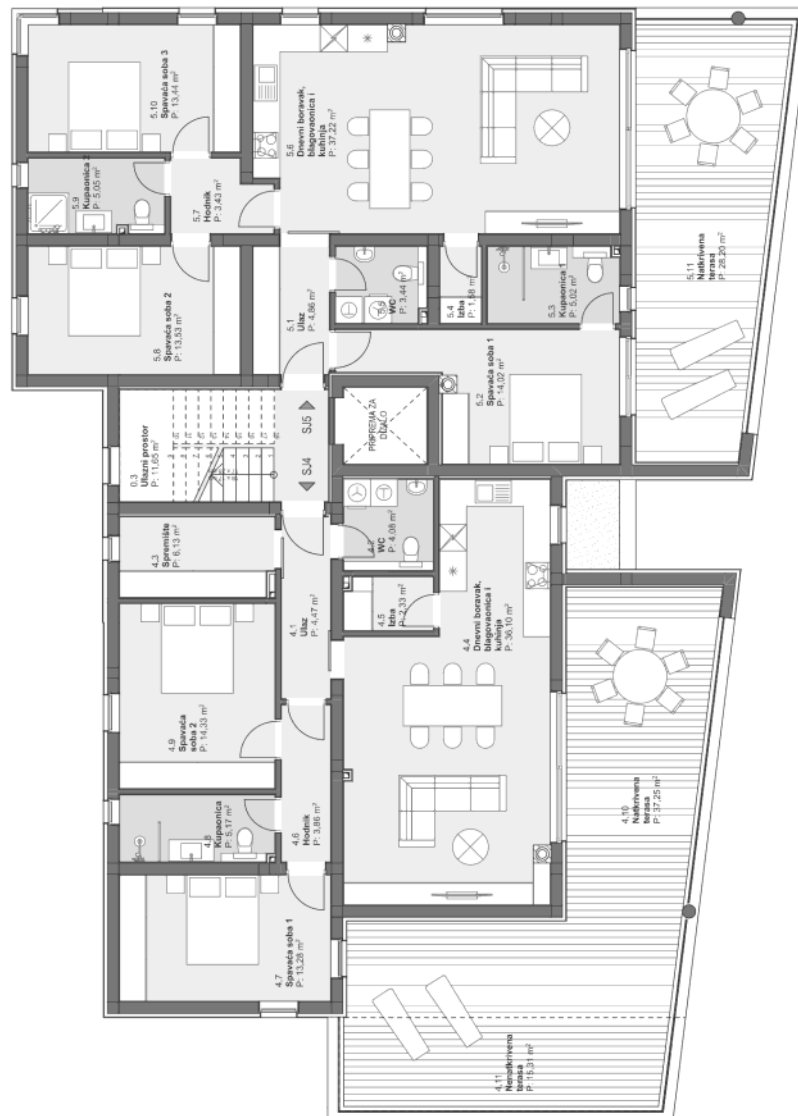 5.10
Spavaća soba 3
P: 13,44 m²
5.9
Kupaonica 2
P: 5,05 m²
5.7
Hodnik
P: 3,43 m²
5.8
Spavaća soba 2
P: 13,53 m²
5.6
Dnevni boravak,
blagovaonica i
kuhinja
P: 37,22 m²
5.1
Ulaz
P: 4,86 m²
5.5
WC
P: 3,44 m²
5.4
Izba
P: 1,58 m²
5.3
Kupaonica 1
P: 5,02 m²
5.2
Spavaća soba 1
P: 14,02 m²
5.11
Natkrivena
terasa
P: 28,20 m²
0.3
Ulazni prostor
P: 11,65 m²
SJ4
SJ5
PRIPREMA ZA
DIZALO
4.3
Spremište
P: 6,13 m²
4.1
Ulaz
P: 4,47 m²
4.2
WC
P: 4,08 m²
4.5
Izba
P: 2,33 m²
4.4
Dnevni boravak,
blagovaonica i
kuhinja
P: 36,10 m²
4.9
Spavaća
soba 2
P: 14,33 m²
4.8
Kupaonica
P: 5,17 m²
4.6
Hodnik
P: 3,86 m²
4.7
Spavaća soba 1
P: 13,28 m²
4.10
Natkrivena
terasa
P: 37,25 m²
4.11
Nenatkrivena
terasa
P: 15,31 m²